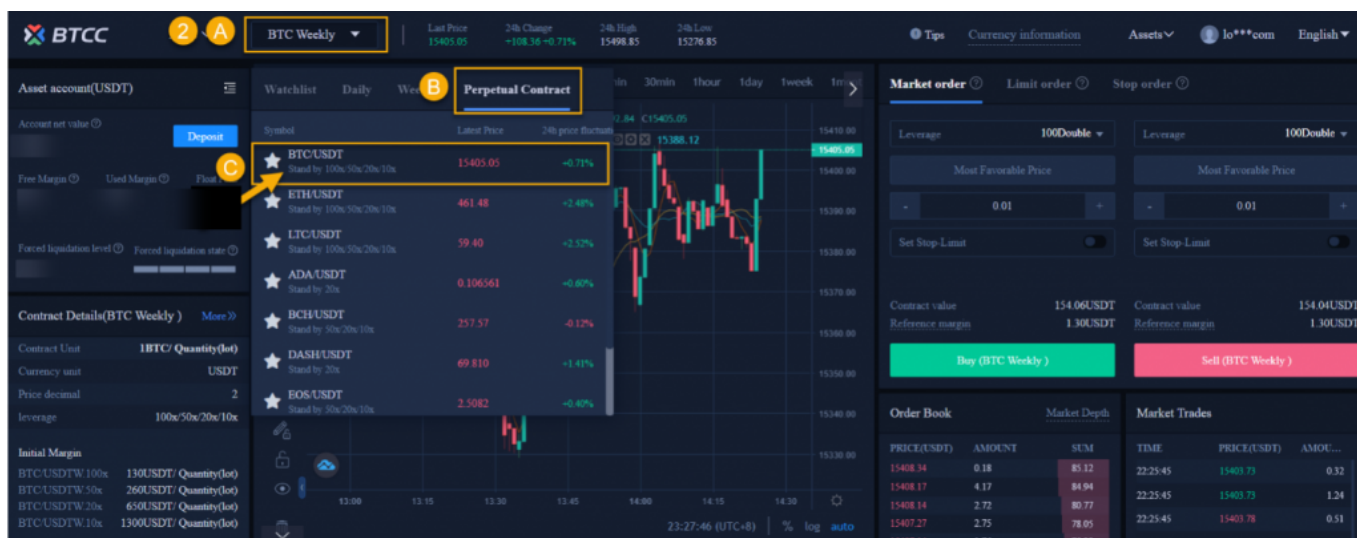 BTCC
2 A
BTC Weekly
Last Price 24h Change 24h High 24h Low
15405.05 +108.36 +0.71% 15498.85 15276.85
Tips Currency information Assets lo***com English
Asset account(USDT)
Account net value
Deposit
Free Margin Used Margin Float
Forced liquidation level Forced liquidation state
Contract Details(BTC Weekly ) More
Contract Unit 1BTC/ Quantity(lot)
Currency unit USDT
Price decimal 2
leverage 100x/50x/20x/10x
Initial Margin
BTC/USDTW.100x 130USDT/ Quantity(lot)
BTC/USDTW.50x 260USDT/ Quantity(lot)
BTC/USDTW.20x 650USDT/ Quantity(lot)
BTC/USDTW.10x 1300USDT/ Quantity(lot)
Watchlist Daily B Perpetual Contract
Symbol Latest Price 24h price
C
BTC/USDT 15405.05 +0.71%
Stand by 100x/50x/20x/10x
ETH/USDT 461.48 +2.48%
Stand by 100x/50x/20x/10x
LTC/USDT 59.40 +2.52%
Stand by 100x/50x/20x/10x
ADA/USDT 0.106561 +0.60%
Stand by 20x
BCH/USDT 257.57 -0.12%
Stand by 50x/20x/10x
DASH/USDT 69.810 +1.41%
Stand by 20x
EOS/USDT 2.5082 +0.40%
Stand by 50x/20x/10x
30min 1hour 1day 1week
C15405.05
15388.12
15410.00
15405.05
15400.00
15390.00
15380.00
15370.00
15360.00
15350.00
15340.00
15330.00
13:00 13:15 13:30 13:45 14:00 14:15 14:30
23:27:46 (UTC+8) % log auto
Market order Limit order Stop order
Leverage 100Double Leverage 100Double
Most Favorable Price Most Favorable Price
- 0.01 + - 0.01 +
Set Stop-Limit Set Stop-Limit
Contract value 154.06USDT Contract value 154.04USDT
Reference margin 1.30USDT Reference margin 1.30USDT
Buy (BTC Weekly ) Sell (BTC Weekly )
Order Book Market Depth
PRICE(USDT) AMOUNT SUM
15408.34 0.18 85.12
15408.17 4.17 84.94
15408.14 2.72 80.77
15407.27 2.75 78.05
Market Trades
TIME PRICE(USDT) AMOU...
22:25:45 15403.73 0.32
22:25:45 15403.73 1.24
22:25:45 15403.78 0.51